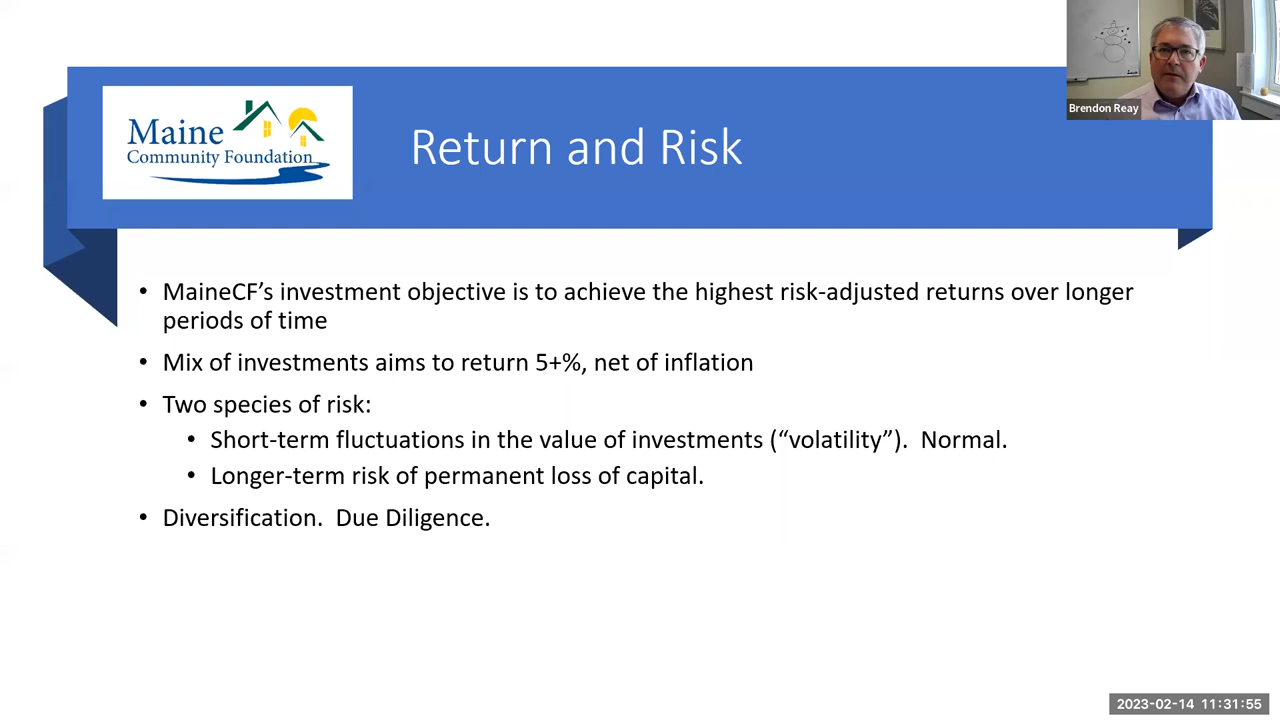 Brendon Reay
Maine
Community Foundation
Return and Risk
• MaineCF’s investment objective is to achieve the highest risk-adjusted returns over longer
periods of time
• Mix of investments aims to return 5+%, net of inflation
• Two species of risk:
• Short-term fluctuations in the value of investments (“volatility”).  Normal.
• Longer-term risk of permanent loss of capital.
• Diversification.  Due Diligence.
2023-02-14 11:31:55